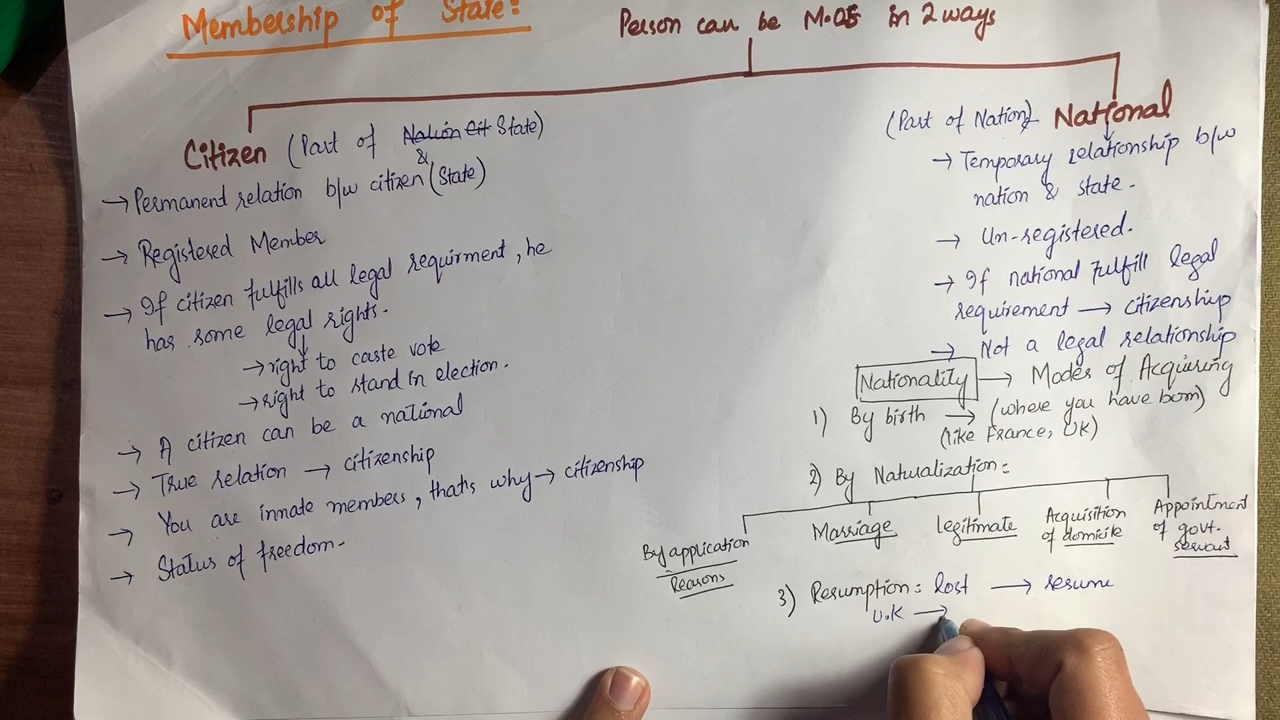 Membership of State:
Person can be M.OS in 2 ways
Citizen (Part of Nation Cit State)
&
→ Permanent relation b/w citizen (State)
→ Registered Member
→ If citizen fulfills all legal requirment, he
has some legal rights.
→ right to caste vote
→ right to stand in election.
→ A citizen can be a national
→ True relation → citizenship
→ You are innate members, that's why → citizenship
→ Status of freedom.
(Part of Nation) National
→ Temporary relationship b/w
nation & state.
→ Un-registered.
→ If national fulfill legal
requirement → citizenship
→ Not a legal relationship
Nationality → Modes of Acquiring
1) By birth → (where you have born)
(like France, UK)
2) By Naturalization:
By application
Reasons
Marriage
Legitimate
Acquisition
of domicile
Appointment
of govt.
servant
3) Resumption: lost → resume
U.K →